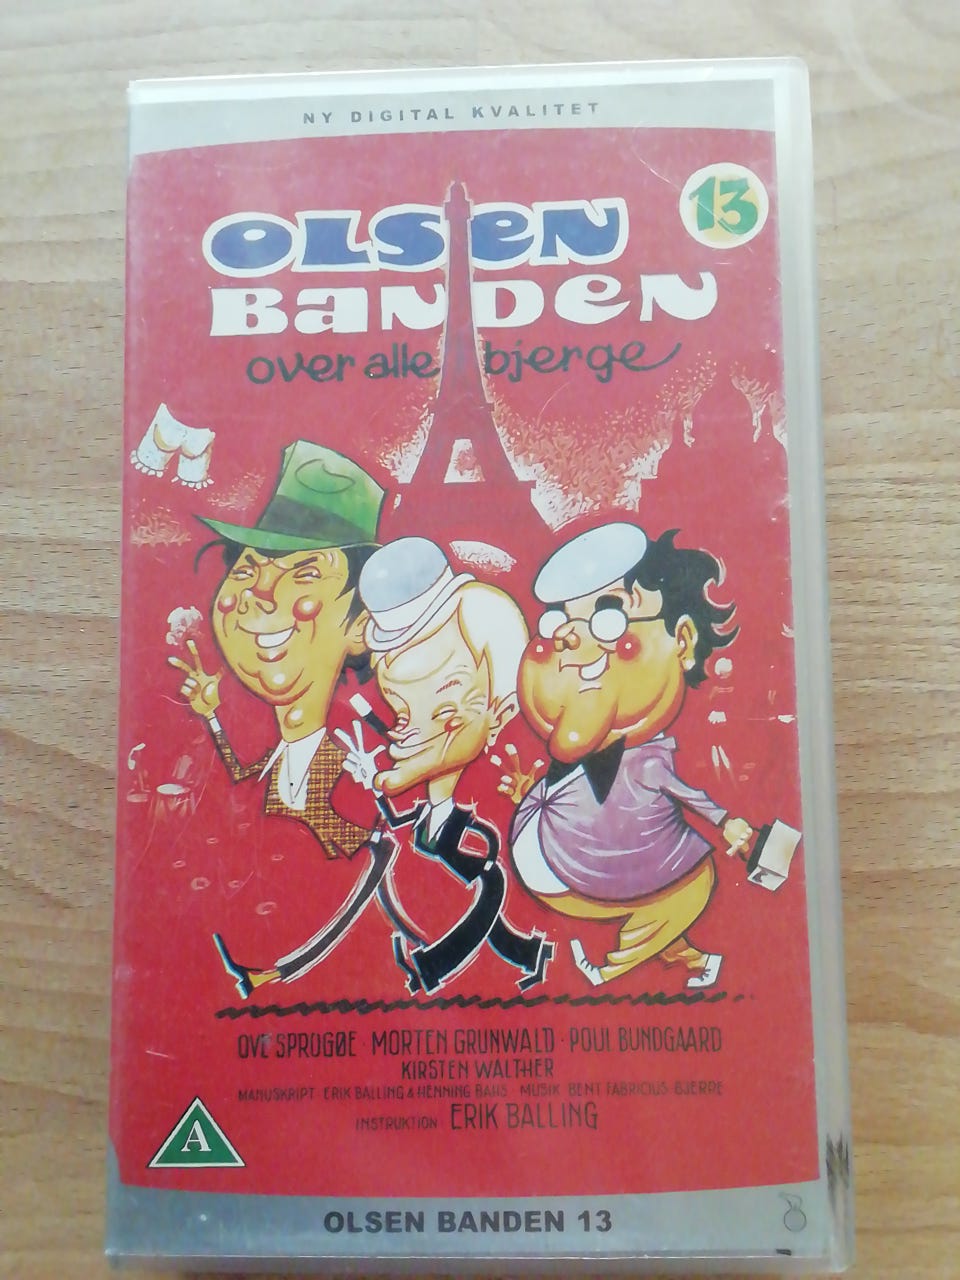 NY DIGITAL KVALITET
13
OLSEN
BANDEN
over alle bjerge
OVE SPROGØE · MORTEN GRUNWALD · POUL BUNDGAARD
KIRSTEN WALTHER
MANUSKRIPT · ERIK BALLING & HENNING BAHS · MUSIK BENT FABRICIUS-BJERRE
INSTRUKTION · ERIK BALLING
A
OLSEN BANDEN 13